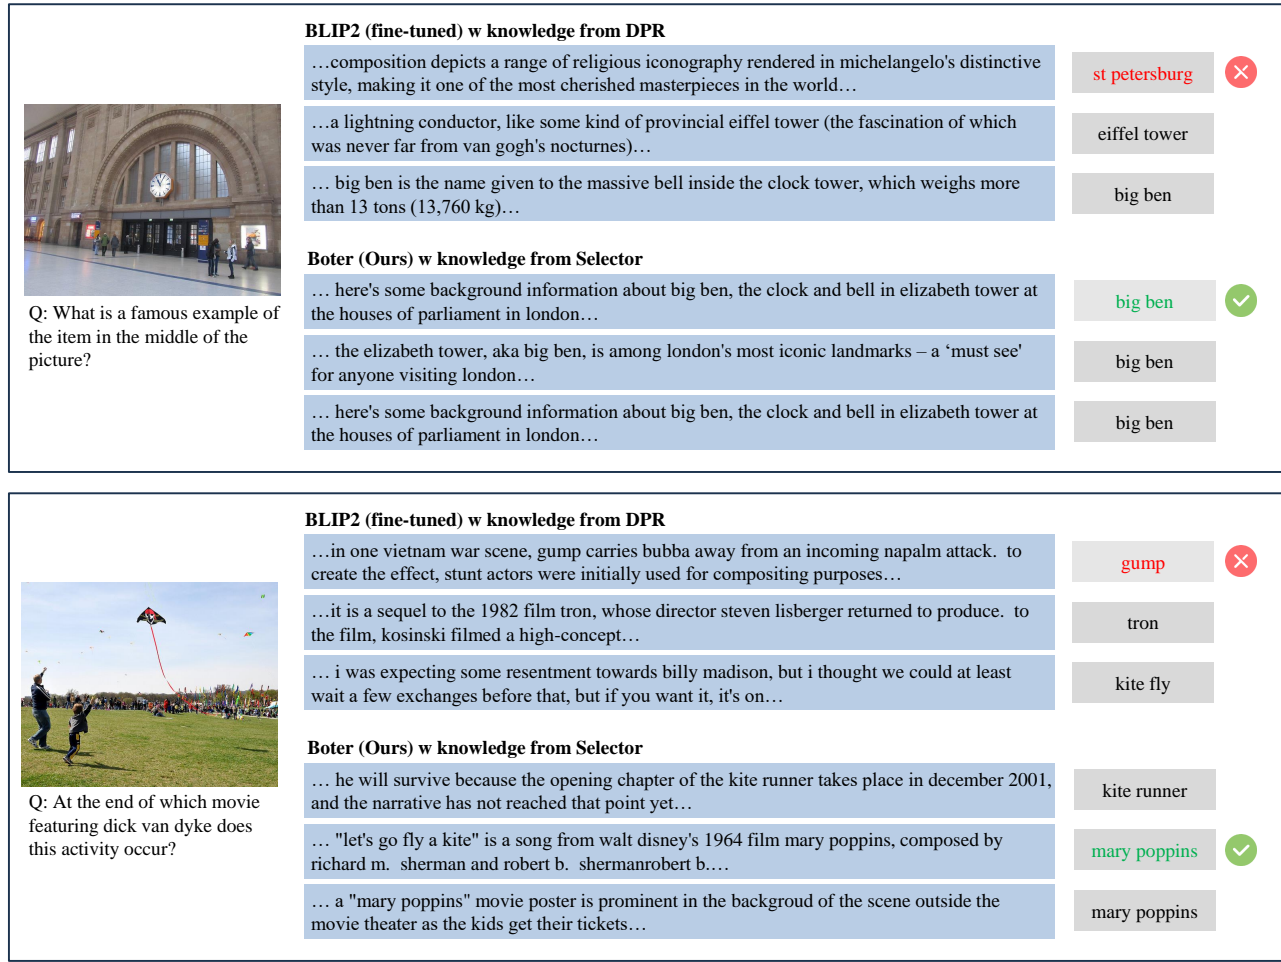 BLIP2 (fine-tuned) w knowledge from DPR
…composition depicts a range of religious iconography rendered in michelangelo's distinctive
style, making it one of the most cherished masterpieces in the world…
st petersburg
…a lightning conductor, like some kind of provincial eiffel tower (the fascination of which
was never far from van gogh's nocturnes)…
eiffel tower
… big ben is the name given to the massive bell inside the clock tower, which weighs more
than 13 tons (13,760 kg)…
big ben
Boter (Ours) w knowledge from Selector
… here's some background information about big ben, the clock and bell in elizabeth tower at
the houses of parliament in london…
big ben
… the elizabeth tower, aka big ben, is among london's most iconic landmarks – a ‘must see'
for anyone visiting london…
big ben
… here's some background information about big ben, the clock and bell in elizabeth tower at
the houses of parliament in london…
big ben
Q: What is a famous example of
the item in the middle of the
picture?
BLIP2 (fine-tuned) w knowledge from DPR
…in one vietnam war scene, gump carries bubba away from an incoming napalm attack.  to
create the effect, stunt actors were initially used for compositing purposes…
gump
…it is a sequel to the 1982 film tron, whose director steven lisberger returned to produce.  to
the film, kosinski filmed a high-concept…
tron
… i was expecting some resentment towards billy madison, but i thought we could at least
wait a few exchanges before that, but if you want it, it's on…
kite fly
Boter (Ours) w knowledge from Selector
… he will survive because the opening chapter of the kite runner takes place in december 2001,
and the narrative has not reached that point yet…
kite runner
… "let's go fly a kite" is a song from walt disney's 1964 film mary poppins, composed by
richard m.  sherman and robert b.  shermanrobert b.…
mary poppins
… a "mary poppins" movie poster is prominent in the backgroud of the scene outside the
movie theater as the kids get their tickets…
mary poppins
Q: At the end of which movie
featuring dick van dyke does
this activity occur?